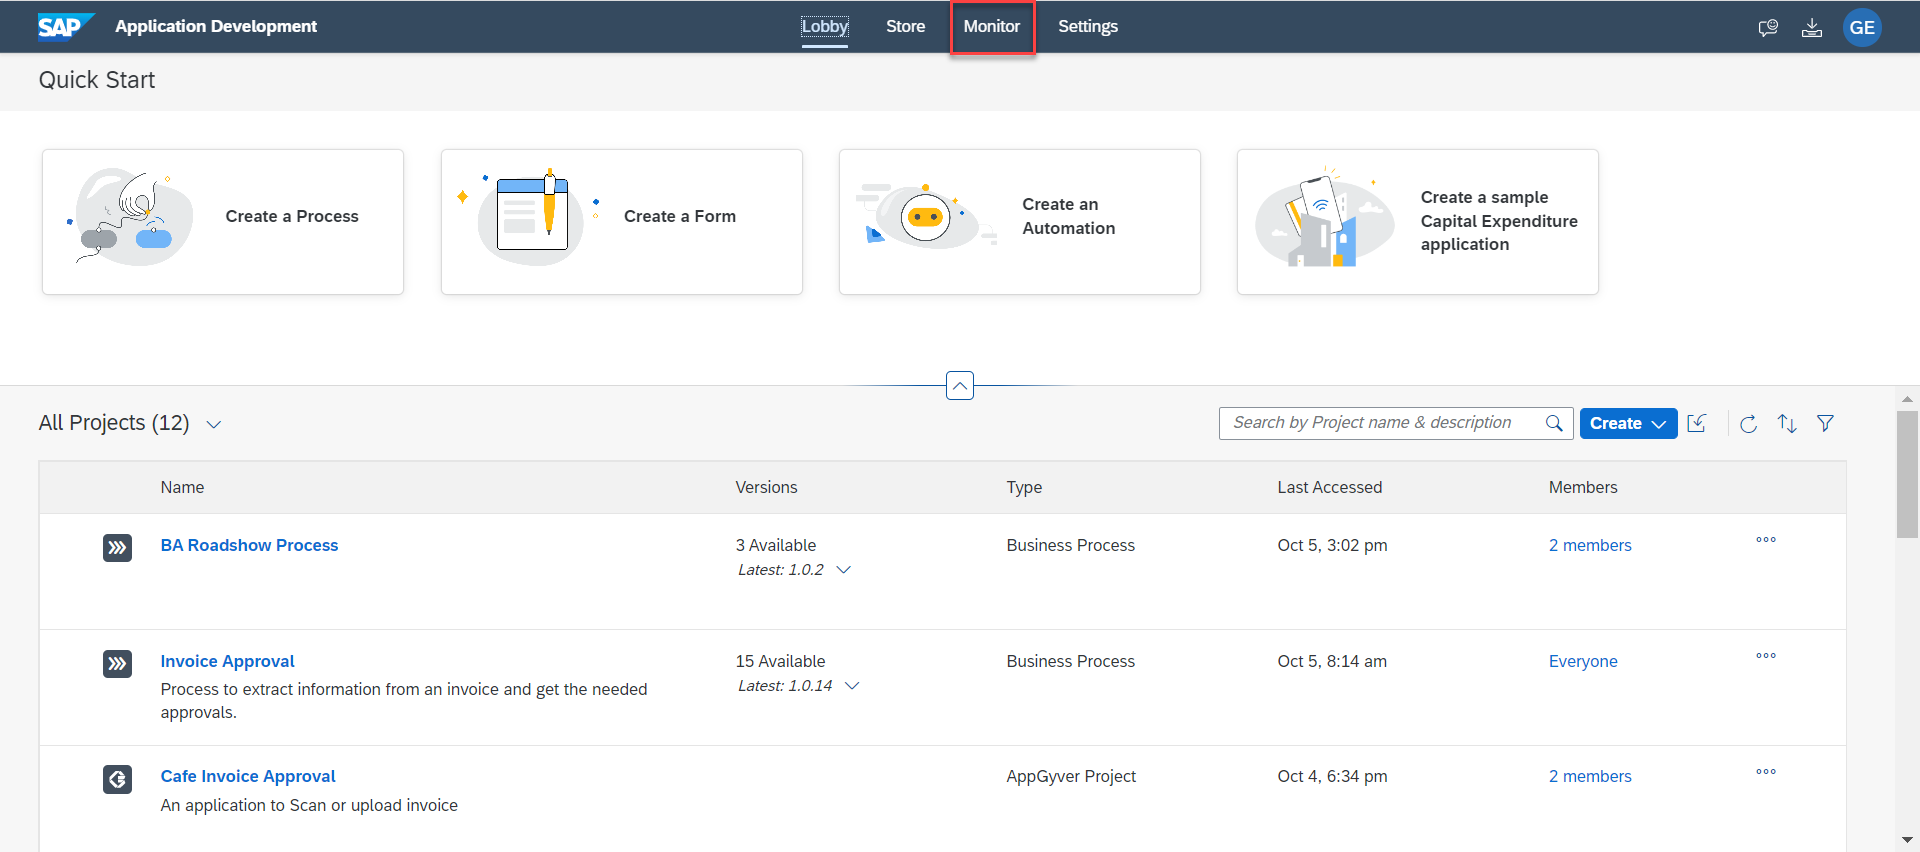 SAP Application Development Lobby Store Monitor Settings GE
Quick Start
Create a Process
Create a Form
Create an
Automation
Create a sample
Capital Expenditure
application
All Projects (12) Search by Project name & description Create
Name Versions Type Last Accessed Members
BA Roadshow Process 3 Available Business Process Oct 5, 3:02 pm 2 members
Latest: 1.0.2
Invoice Approval 15 Available Business Process Oct 5, 8:14 am Everyone
Process to extract information from an invoice and get the needed Latest: 1.0.14
approvals.
Cafe Invoice Approval AppGyver Project Oct 4, 6:34 pm 2 members
An application to Scan or upload invoice